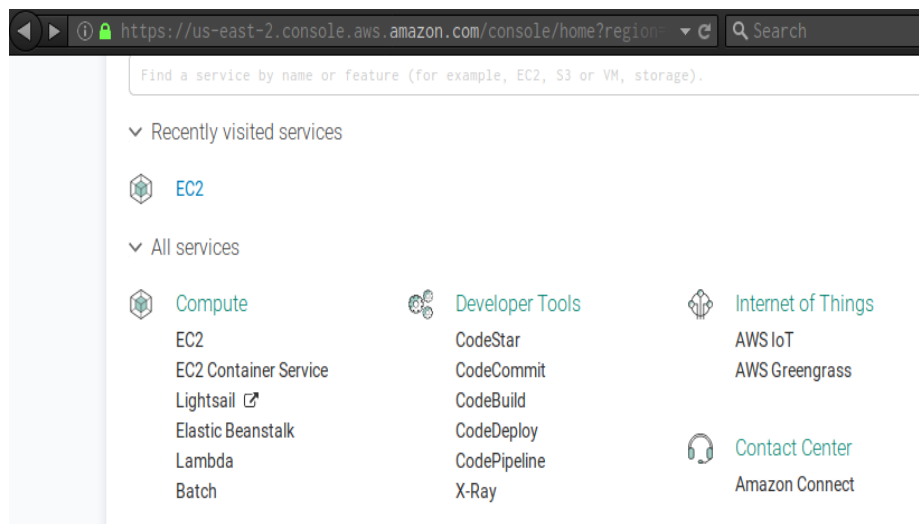 https://us-east-2.console.aws.amazon.com/console/home?region=
Search
Find a service by name or feature (for example, EC2, S3 or VM, storage).
Recently visited services
EC2
All services
Compute
EC2
EC2 Container Service
Lightsail
Elastic Beanstalk
Lambda
Batch
Developer Tools
CodeStar
CodeCommit
CodeBuild
CodeDeploy
CodePipeline
X-Ray
Internet of Things
AWS IoT
AWS Greengrass
Contact Center
Amazon Connect